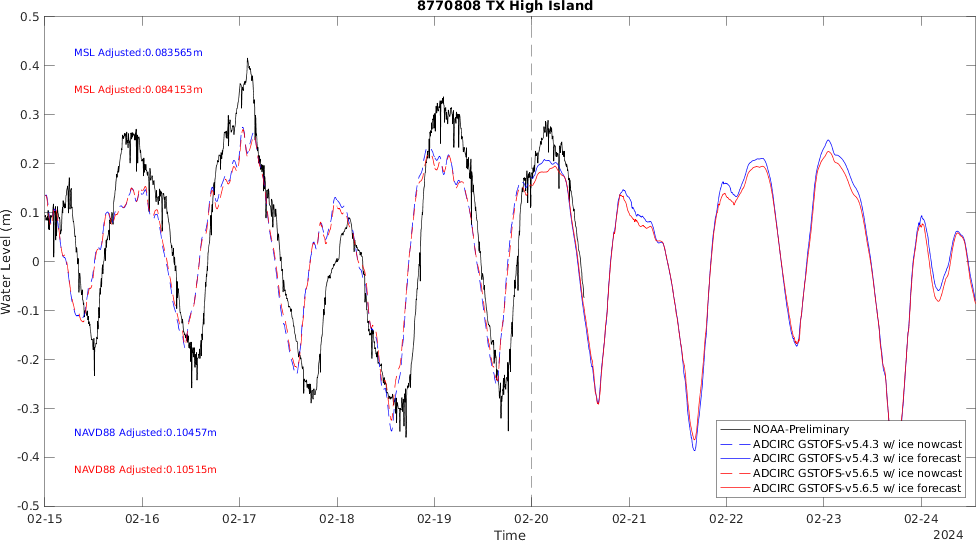 8770808 TX High Island
0.5
0.4
0.3
0.2
0.1
0
-0.1
-0.2
-0.3
-0.4
-0.5
Water Level (m)
MSL Adjusted:0.083565m
MSL Adjusted:0.084153m
NAVD88 Adjusted:0.10457m
NAVD88 Adjusted:0.10515m
NOAA-Preliminary
ADCIRC GSTOFS-v5.4.3 w/ ice nowcast
ADCIRC GSTOFS-v5.4.3 w/ ice forecast
ADCIRC GSTOFS-v5.6.5 w/ ice nowcast
ADCIRC GSTOFS-v5.6.5 w/ ice forecast
02-15 02-16 02-17 02-18 02-19 02-20 02-21 02-22 02-23 02-24
Time
2024